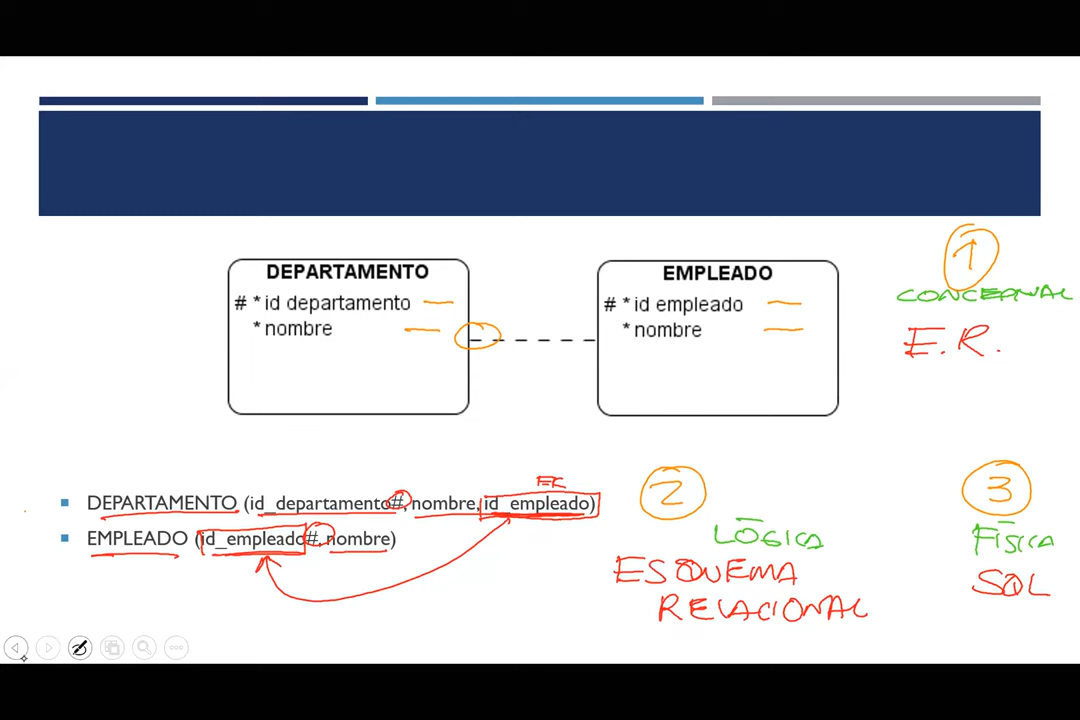 DEPARTAMENTO
# * id departamento
* nombre
EMPLEADO
# * id empleado
* nombre
1
CONCEPTUAL
E.R.
FK
DEPARTAMENTO (id_departamento#, nombre, id_empleado)
EMPLEADO (id_empleado#, nombre)
2
LÓGICA
ESQUEMA
RELACIONAL
3
FÍSICA
SQL